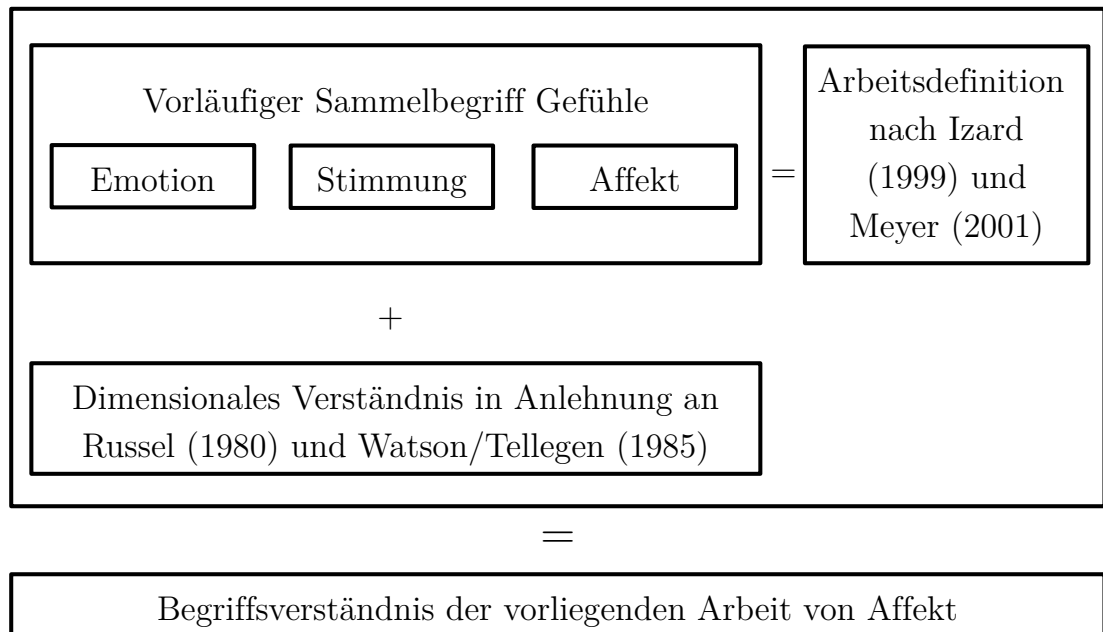 Vorläufiger Sammelbegriff Gefühle
Emotion Stimmung Affekt
=
Arbeitsdefinition
nach Izard
(1999) und
Meyer (2001)
+
Dimensionales Verständnis in Anlehnung an
Russel (1980) und Watson/Tellegen (1985)
=
Begriffsverständnis der vorliegenden Arbeit von Affekt